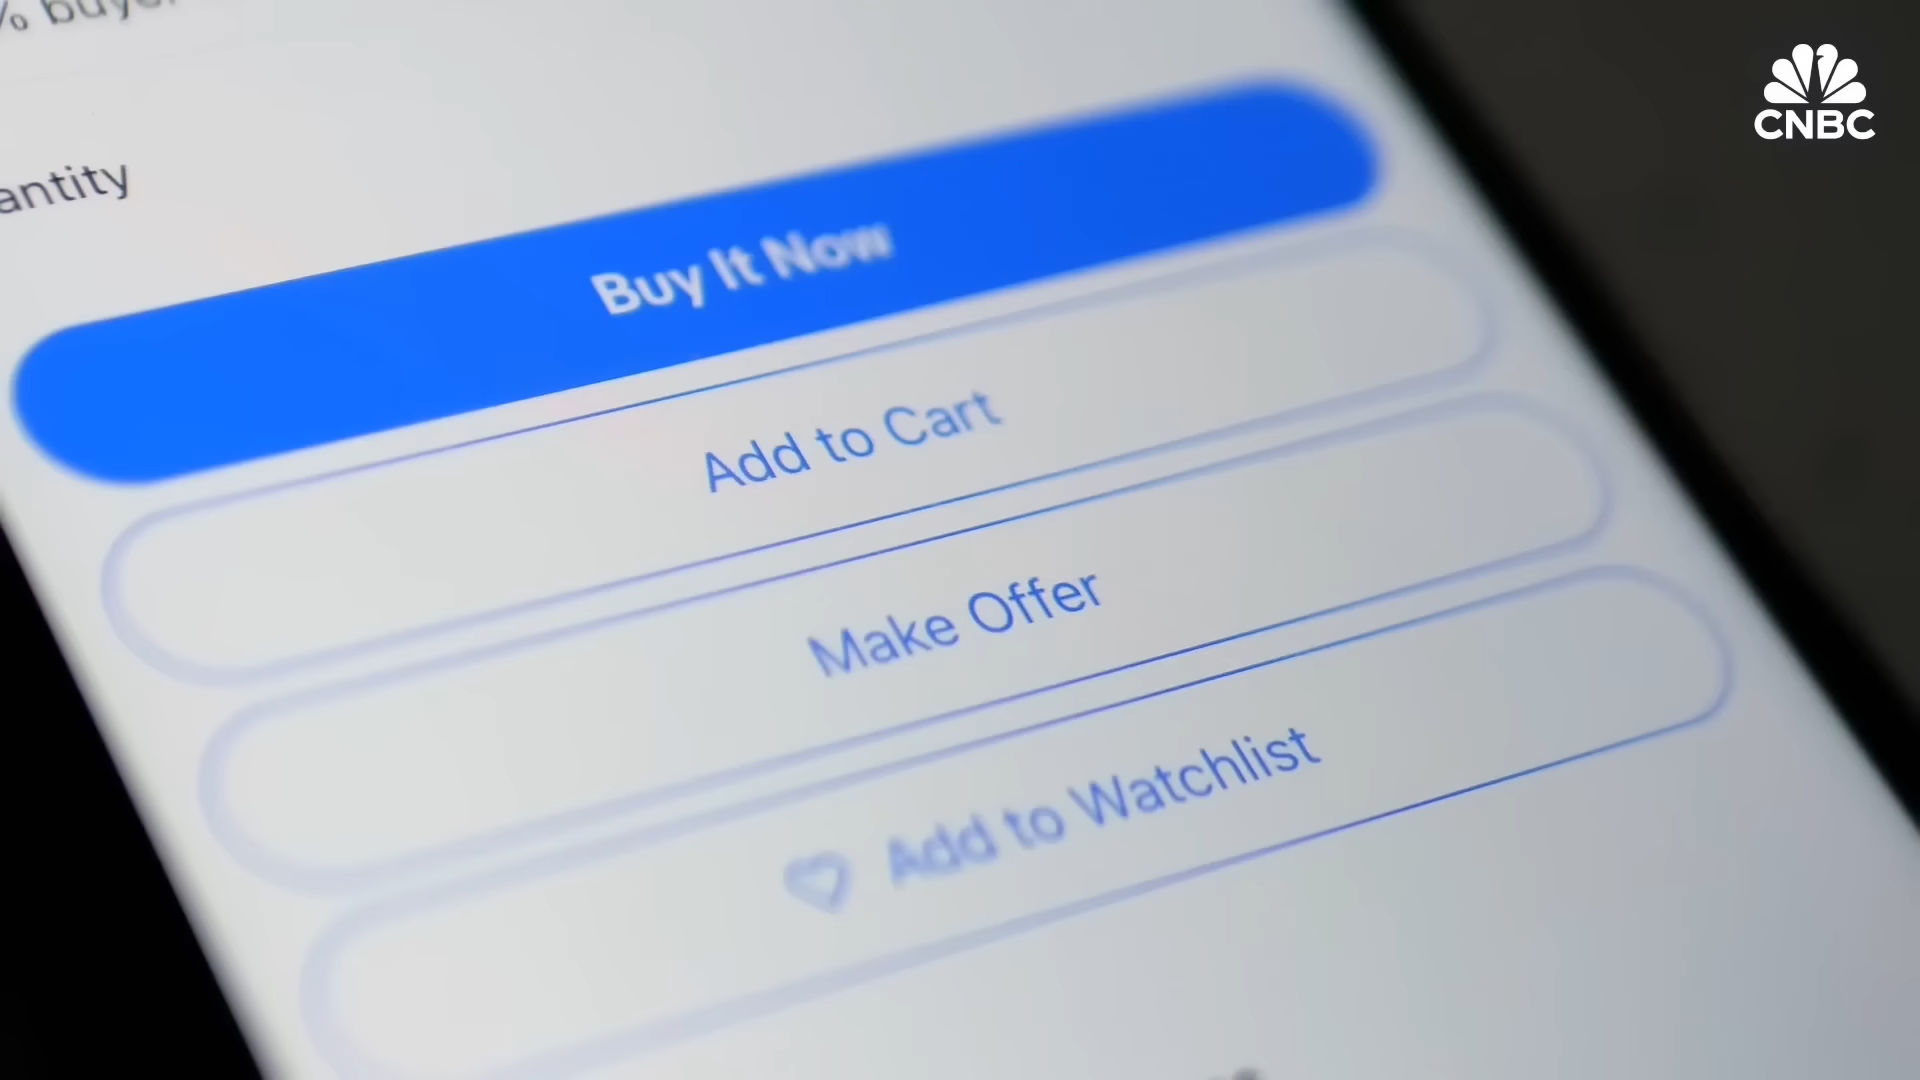 CNBC
antity
Buy It Now
Add to Cart
Make Offer
Add to Watchlist